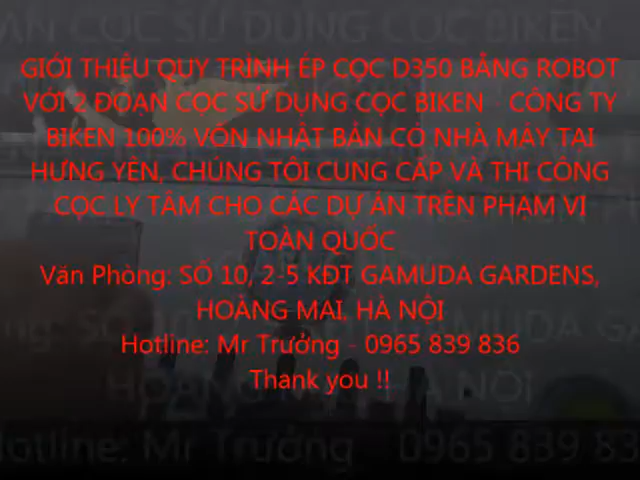 GIỚI THIỆU QUY TRÌNH ÉP CỌC D350 BẰNG ROBOT
VỚI 2 ĐOẠN CỌC SỬ DỤNG CỌC BIKEN - CÔNG TY
BIKEN 100% VỐN NHẬT BẢN CÓ NHÀ MÁY TẠI
HƯNG YÊN, CHÚNG TÔI CUNG CẤP VÀ THI CÔNG
CỌC LY TÂM CHO CÁC DỰ ÁN TRÊN PHẠM VI
TOÀN QUỐC
Văn Phòng: SỐ 10, 2-5 KĐT GAMUDA GARDENS,
HOÀNG MAI, HÀ NỘI
Hotline: Mr Trưởng - 0965 839 836
Thank you !!